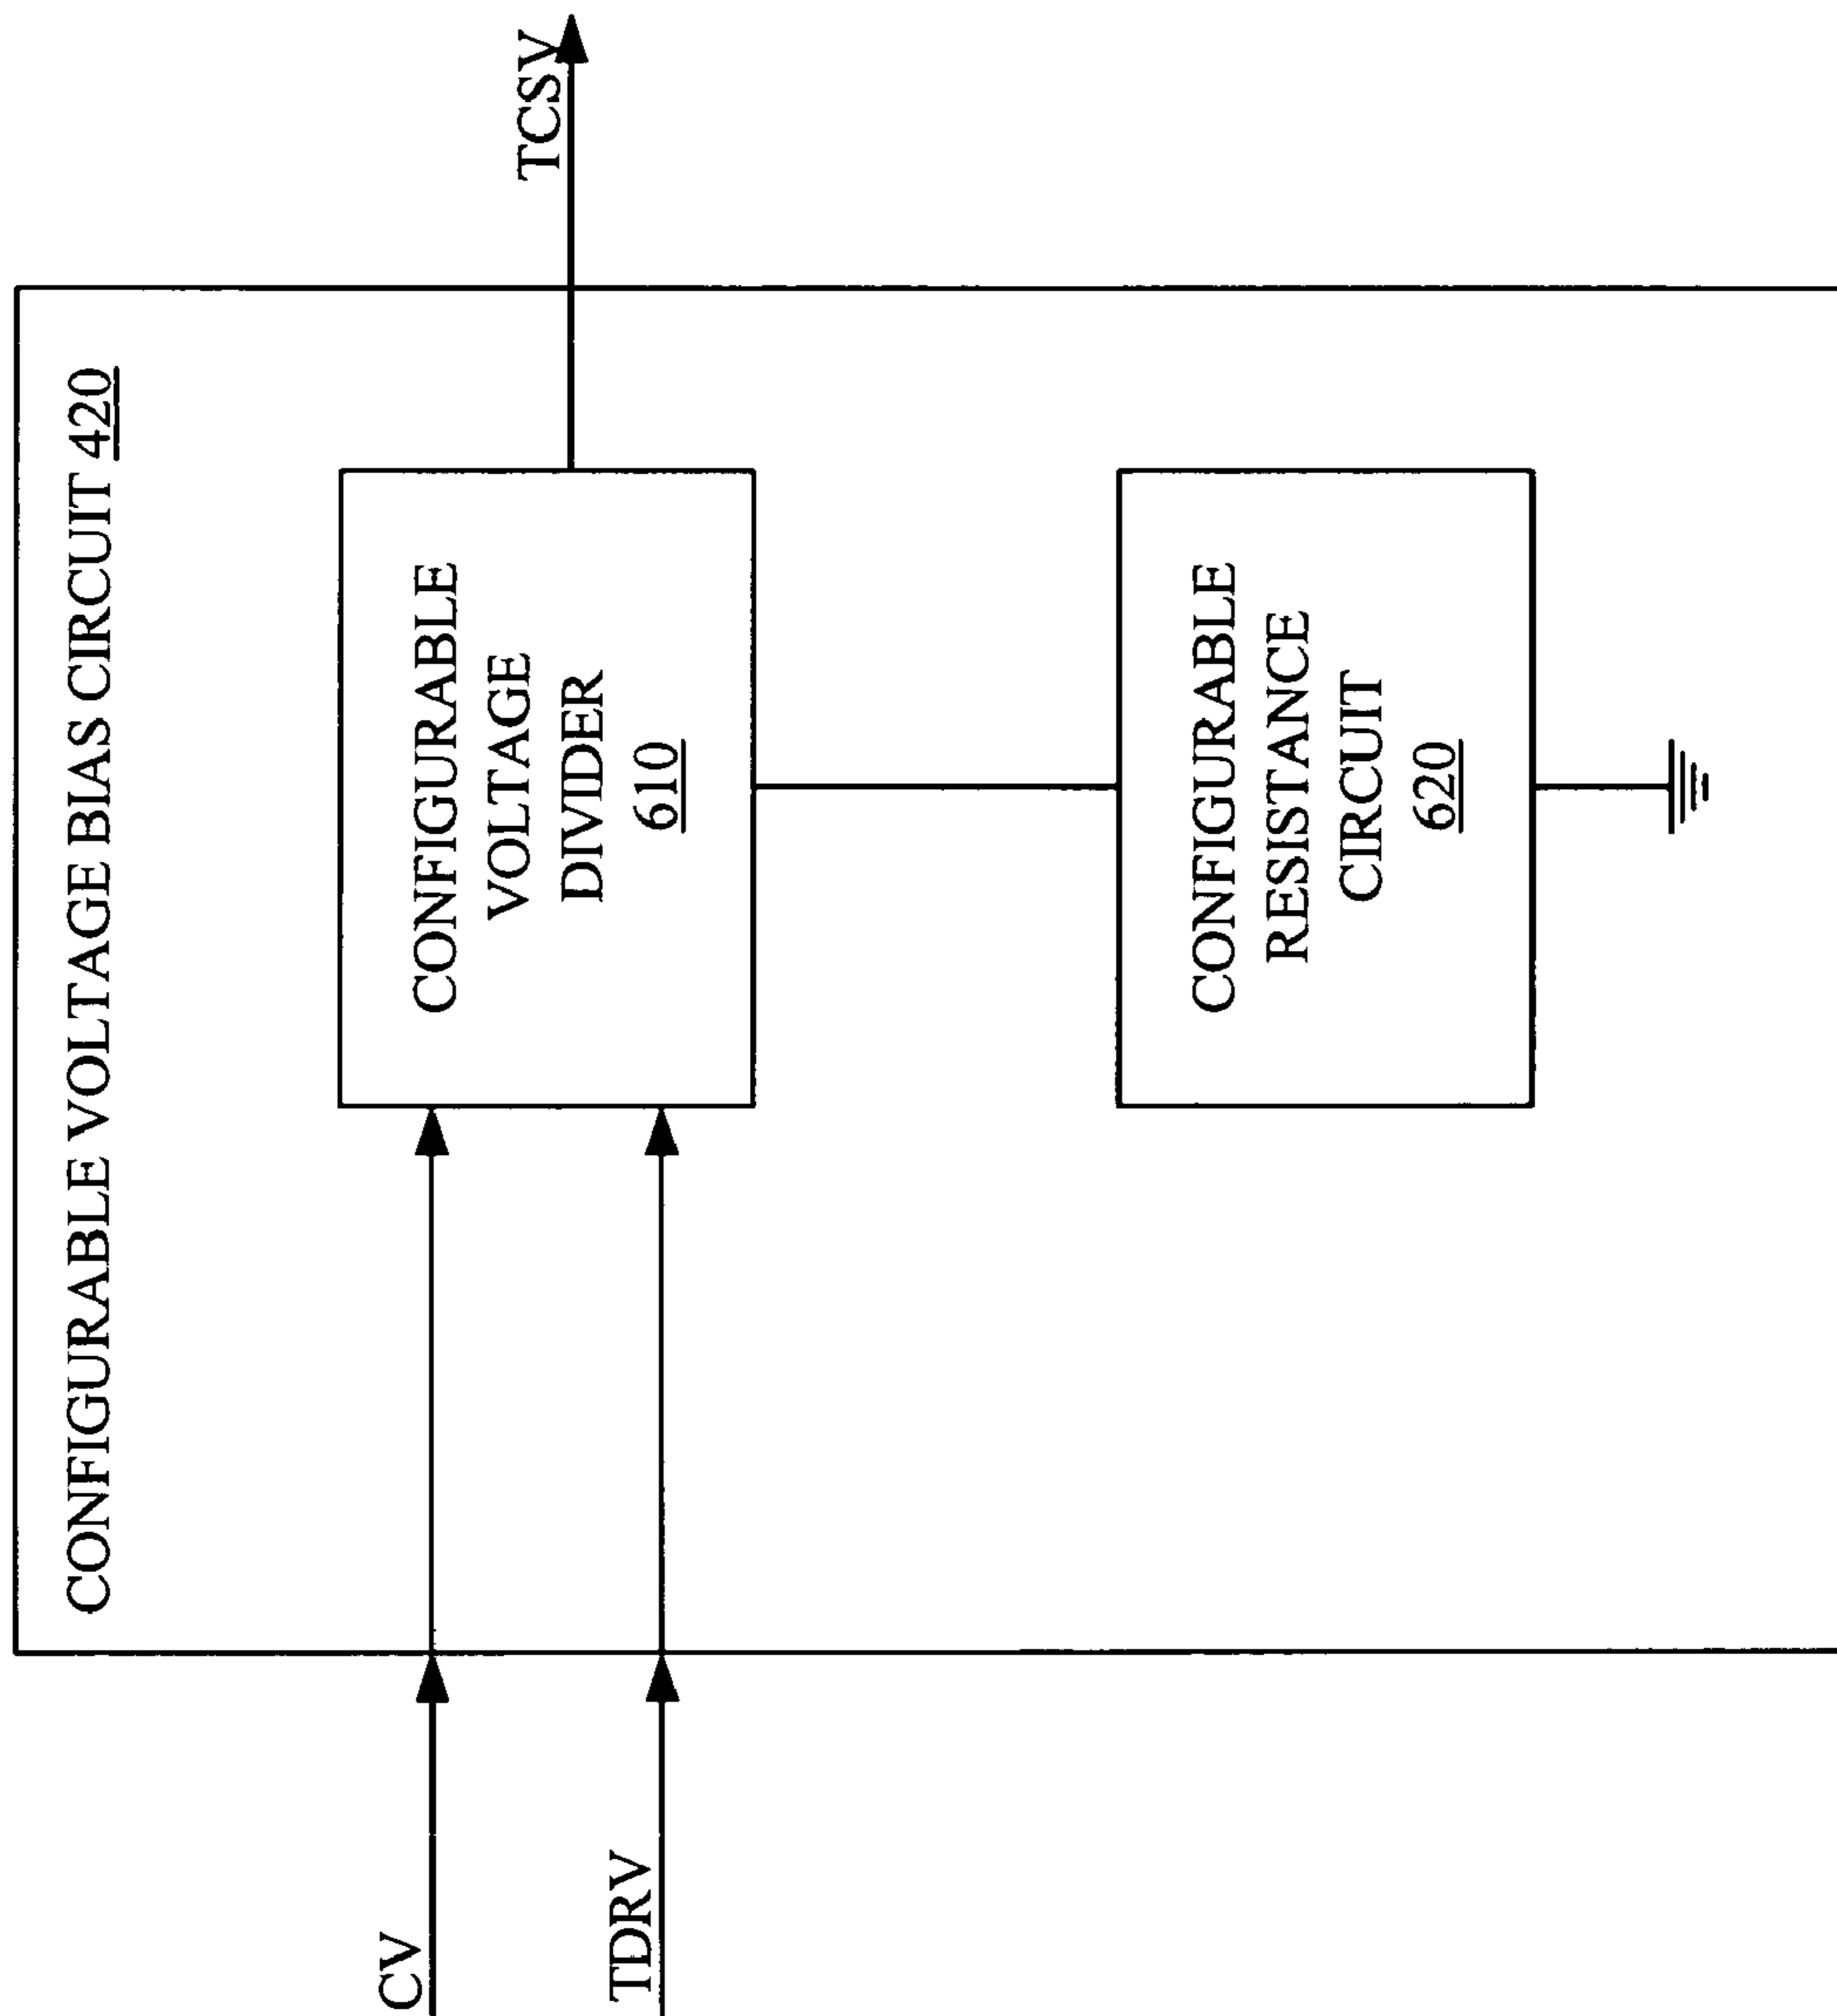 CONFIGURABLE VOLTAGE BIAS CIRCUIT 420
CV
TDRV
CONFIGURABLE
VOLTAGE
DIVIDER
610
TCSV
CONFIGURABLE
RESISTANCE
CIRCUIT
620